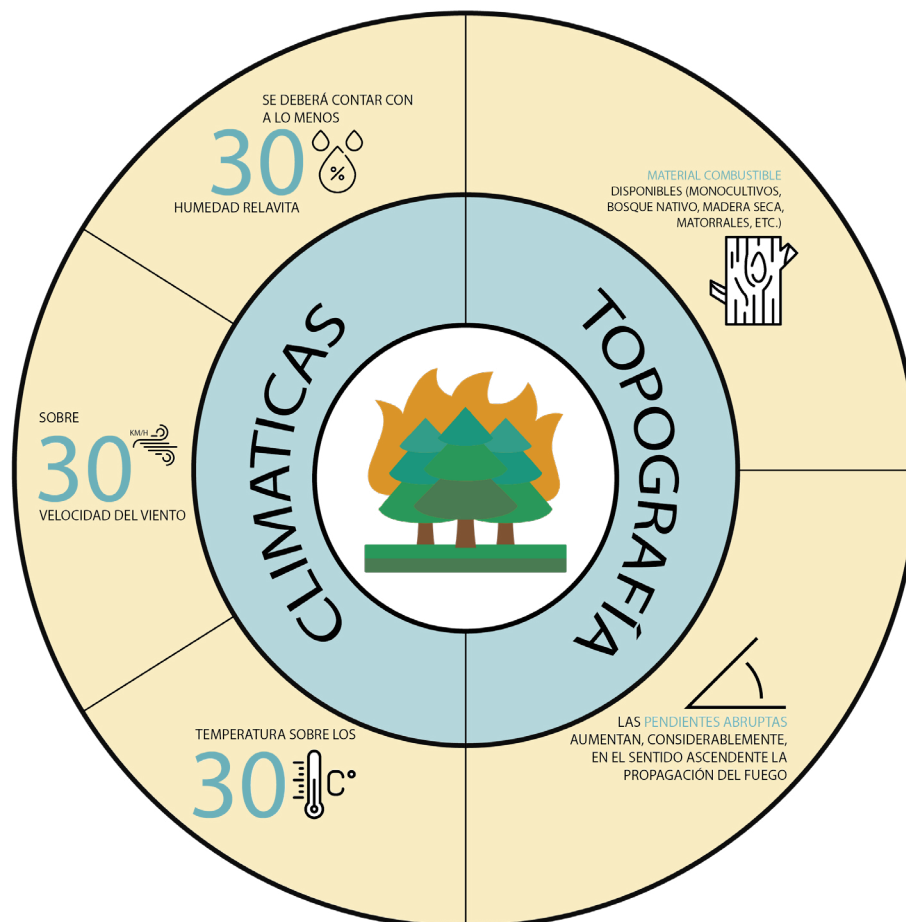 SE DEBERÁ CONTAR CON
A LO MENOS
30
%
HUMEDAD RELAVITA
MATERIAL COMBUSTIBLE
DISPONIBLES (MONOCULTIVOS,
BOSQUE NATIVO, MADERA SECA,
MATORRALES, ETC.)
CLIMATICAS
TOPOGRAFÍA
SOBRE
30
KM/H
VELOCIDAD DEL VIENTO
TEMPERATURA SOBRE LOS
30
C°
LAS PENDIENTES ABRUPTAS
AUMENTAN, CONSIDERABLEMENTE,
EN EL SENTIDO ASCENDENTE LA
PROPAGACIÓN DEL FUEGO